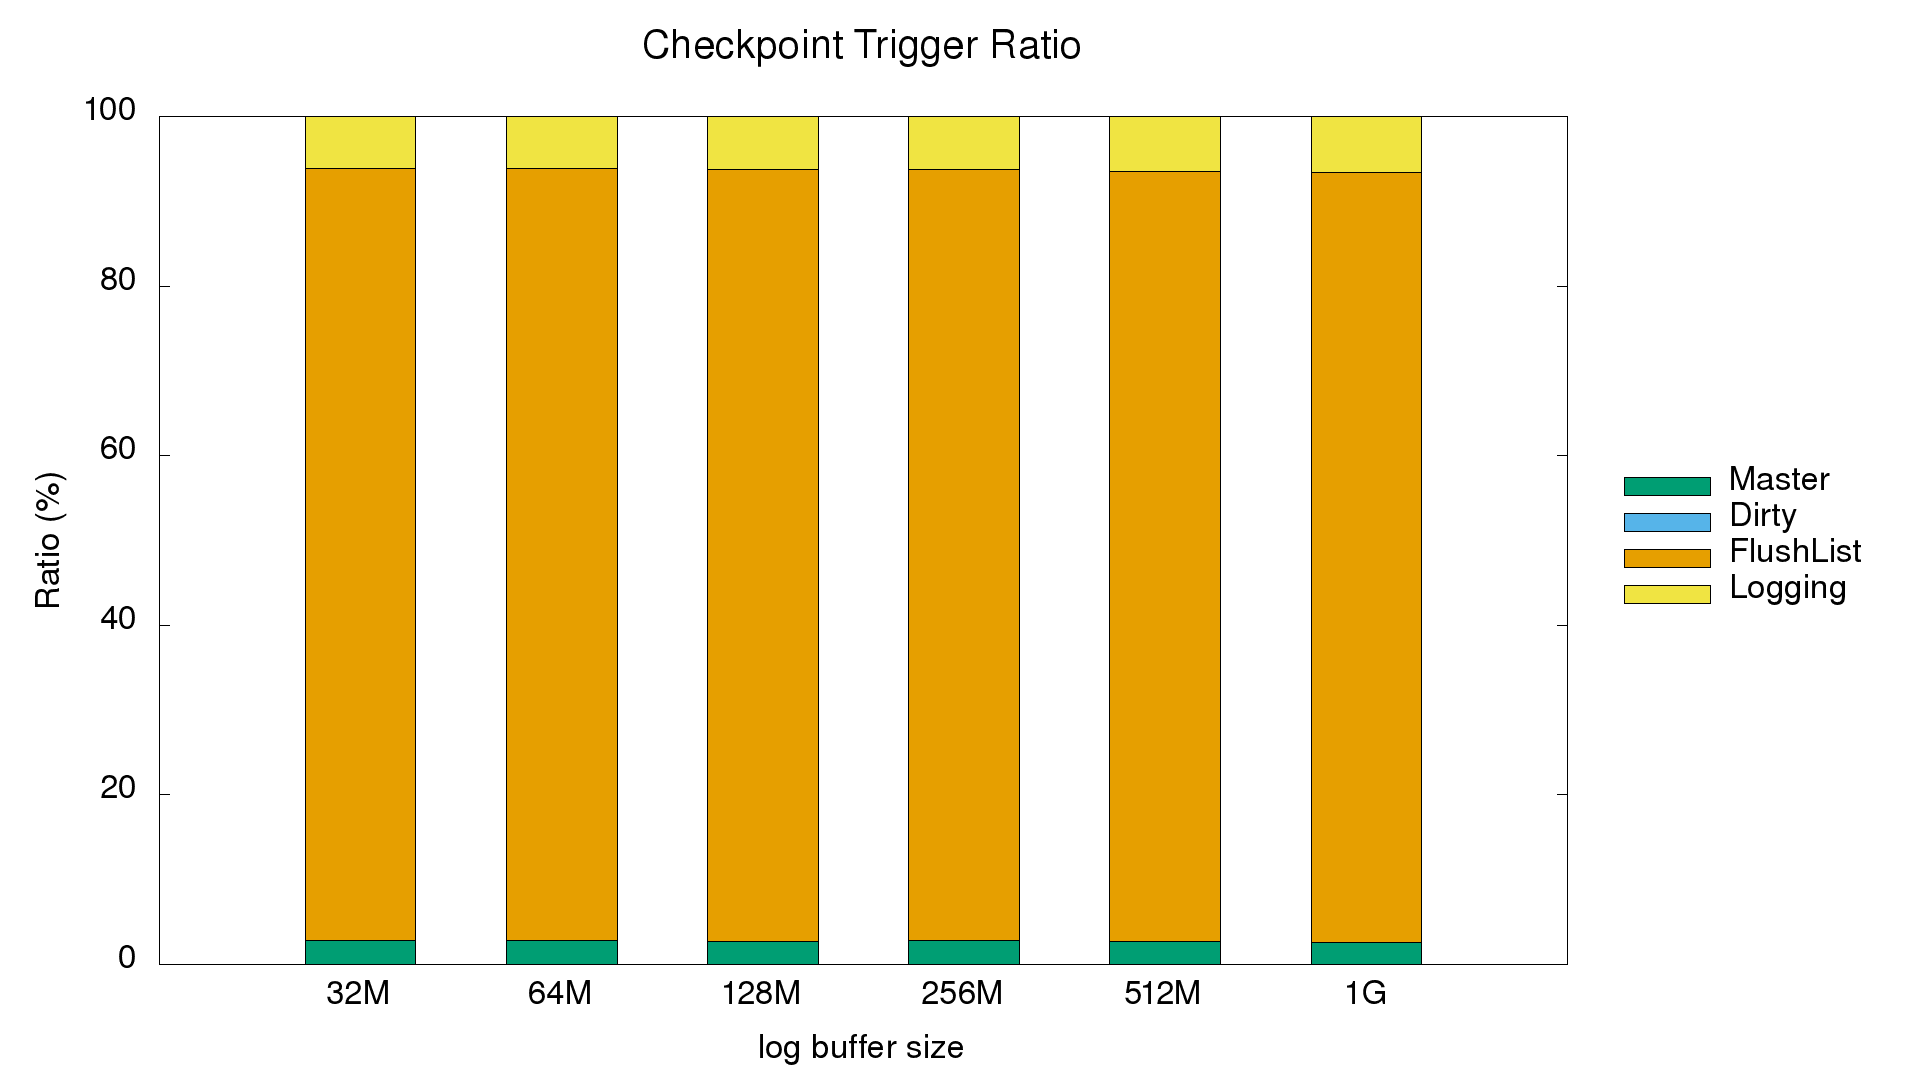 Checkpoint Trigger Ratio
100
80
60
40
20
0
Ratio (%)
32M 64M 128M 256M 512M 1G
log buffer size
Master
Dirty
FlushList
Logging